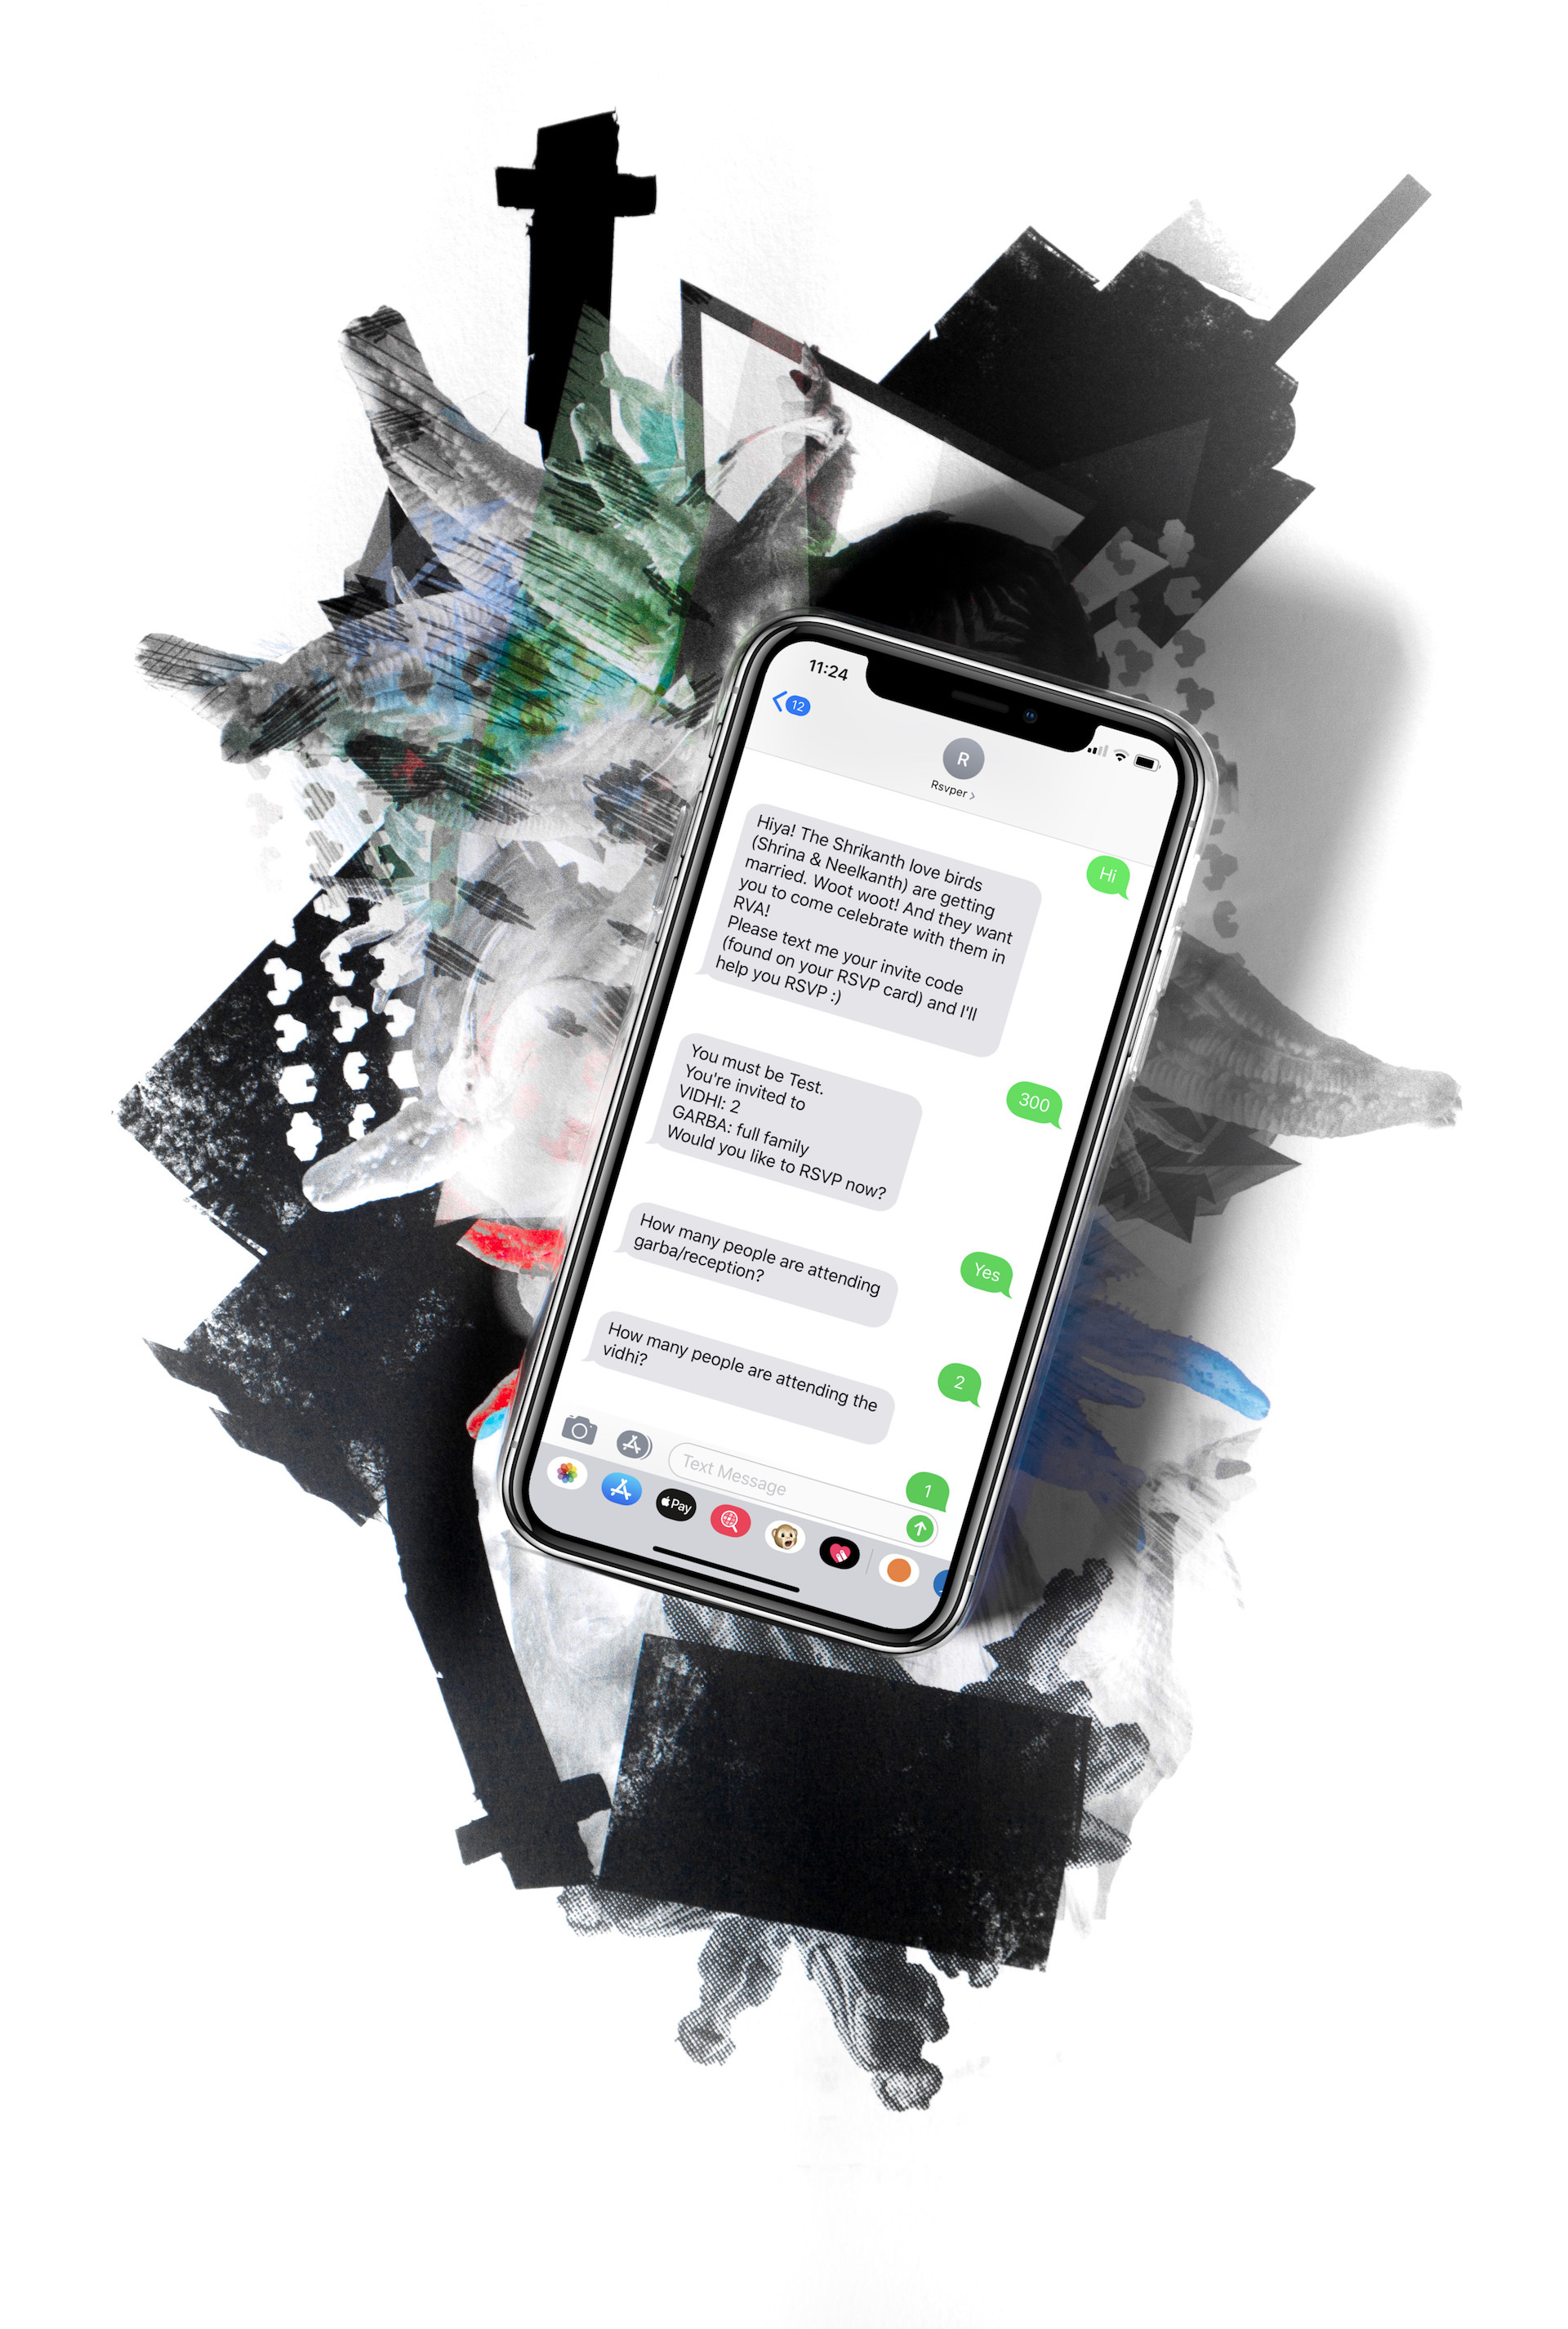 11:24
12
R
Rsvper >
Hi
Hiya! The Shrikanth love birds
(Shrina & Neelkanth) are getting
married. Woot woot! And they want
you to come celebrate with them in
RVA!
Please text me your invite code
(found on your RSVP card) and I'll
help you RSVP :)
300
You must be Test.
You're invited to
VIDHI: 2
GARBA: full family
Would you like to RSVP now?
Yes
How many people are attending
garba/reception?
2
How many people are attending the
vidhi?
1
Text Message
Pay